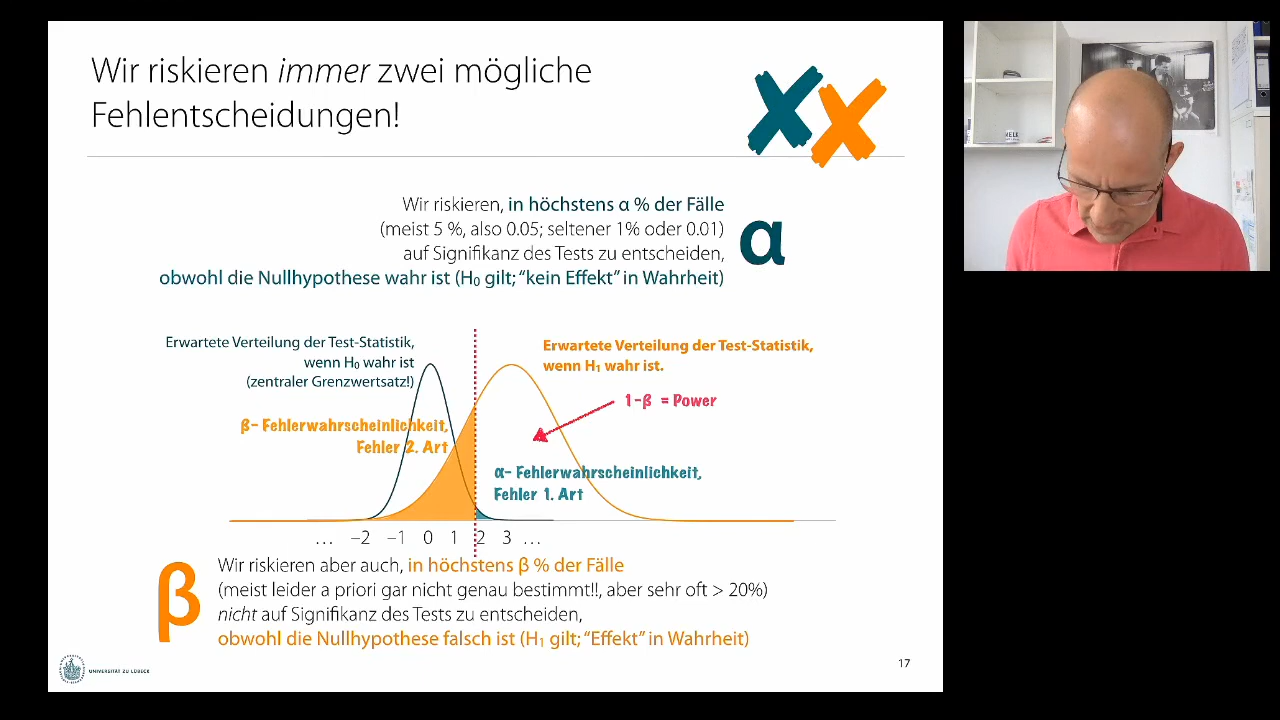 Wir riskieren immer zwei mögliche
Fehlentscheidungen!
Wir riskieren, in höchstens α % der Fälle
(meist 5 %, also 0.05; seltener 1% oder 0.01)
auf Signifikanz des Tests zu entscheiden,
obwohl die Nullhypothese wahr ist (H₀ gilt; “kein Effekt” in Wahrheit)
α
Erwartete Verteilung der Test-Statistik,
wenn H₀ wahr ist
(zentraler Grenzwertsatz!)
Erwartete Verteilung der Test-Statistik,
wenn H₁ wahr ist.
1-β = Power
β- Fehlerwahrscheinlichkeit,
Fehler 2. Art
α- Fehlerwahrscheinlichkeit,
Fehler 1. Art
… −2 −1 0 1 2 3 …
β
Wir riskieren aber auch, in höchstens β % der Fälle
(meist leider a priori gar nicht genau bestimmt!!, aber sehr oft > 20%)
nicht auf Signifikanz des Tests zu entscheiden,
obwohl die Nullhypothese falsch ist (H₁ gilt; “Effekt” in Wahrheit)
UNIVERSITÄT ZU LÜBECK
17